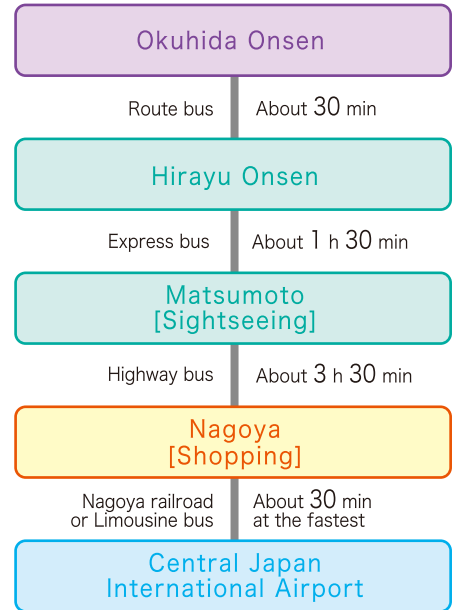 Okuhida Onsen
Route bus About 30 min
Hirayu Onsen
Express bus About 1 h 30 min
Matsumoto
[Sightseeing]
Highway bus About 3 h 30 min
Nagoya
[Shopping]
Nagoya railroad
or Limousine bus
About 30 min
at the fastest
Central Japan
International Airport